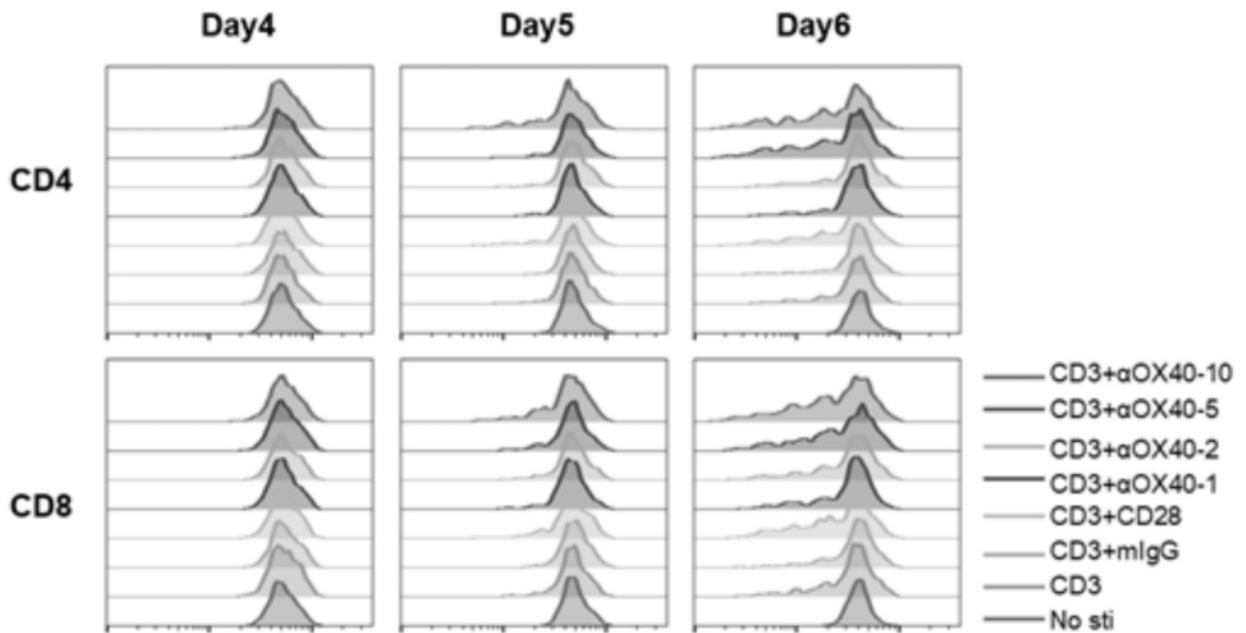 Day4 Day5 Day6
CD4
CD8
CD3+αOX40-10
CD3+αOX40-5
CD3+αOX40-2
CD3+αOX40-1
CD3+CD28
CD3+mIgG
CD3
No sti